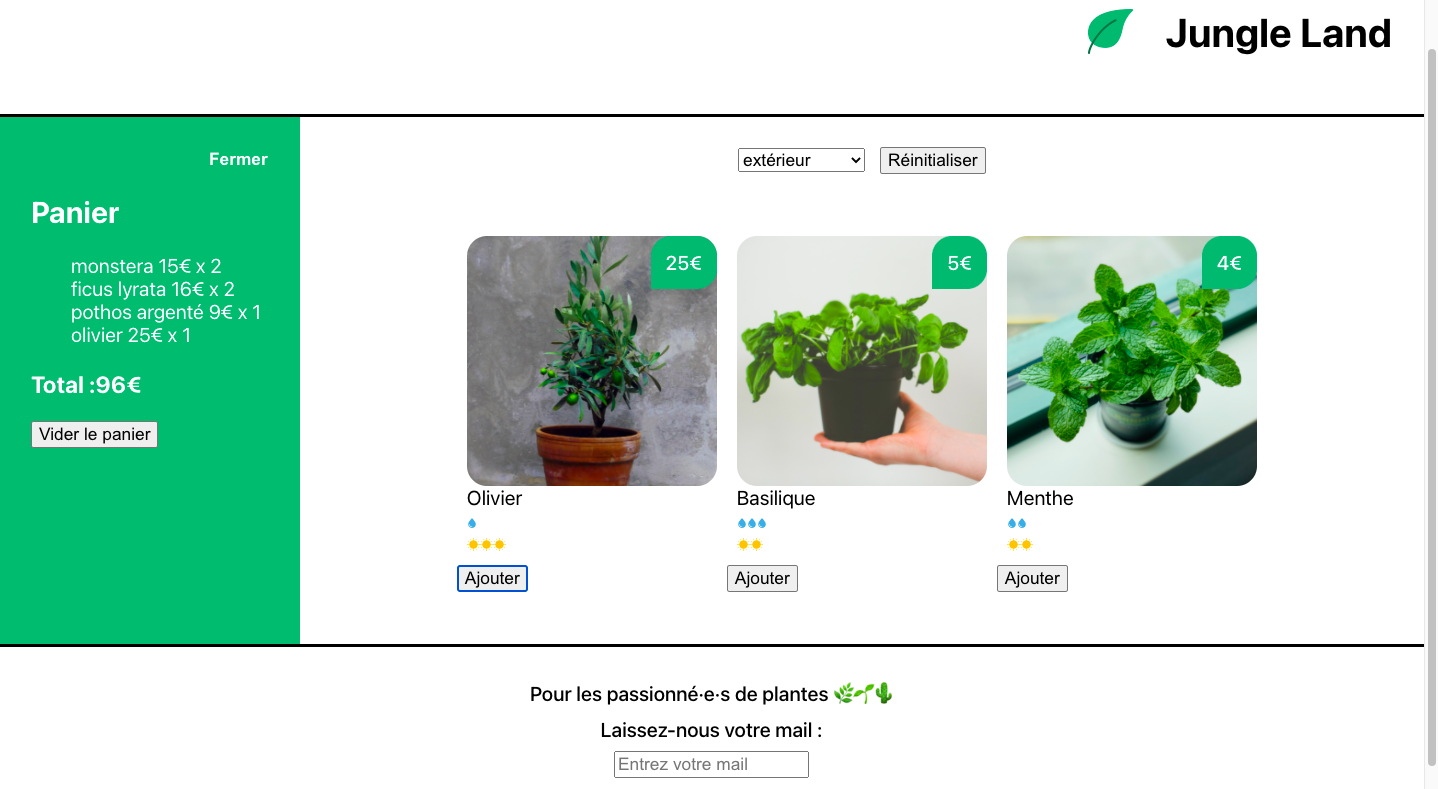 Jungle Land
Fermer
Panier
monstera 15€ x 2
ficus lyrata 16€ x 2
pothos argenté 9€ x 1
olivier 25€ x 1
Total :96€
Vider le panier
extérieur Réinitialiser
25€ 5€ 4€
Olivier Basilique Menthe
Ajouter Ajouter Ajouter
Pour les passionné·e·s de plantes 🌿🌱🌵
Laissez-nous votre mail :
Entrez votre mail